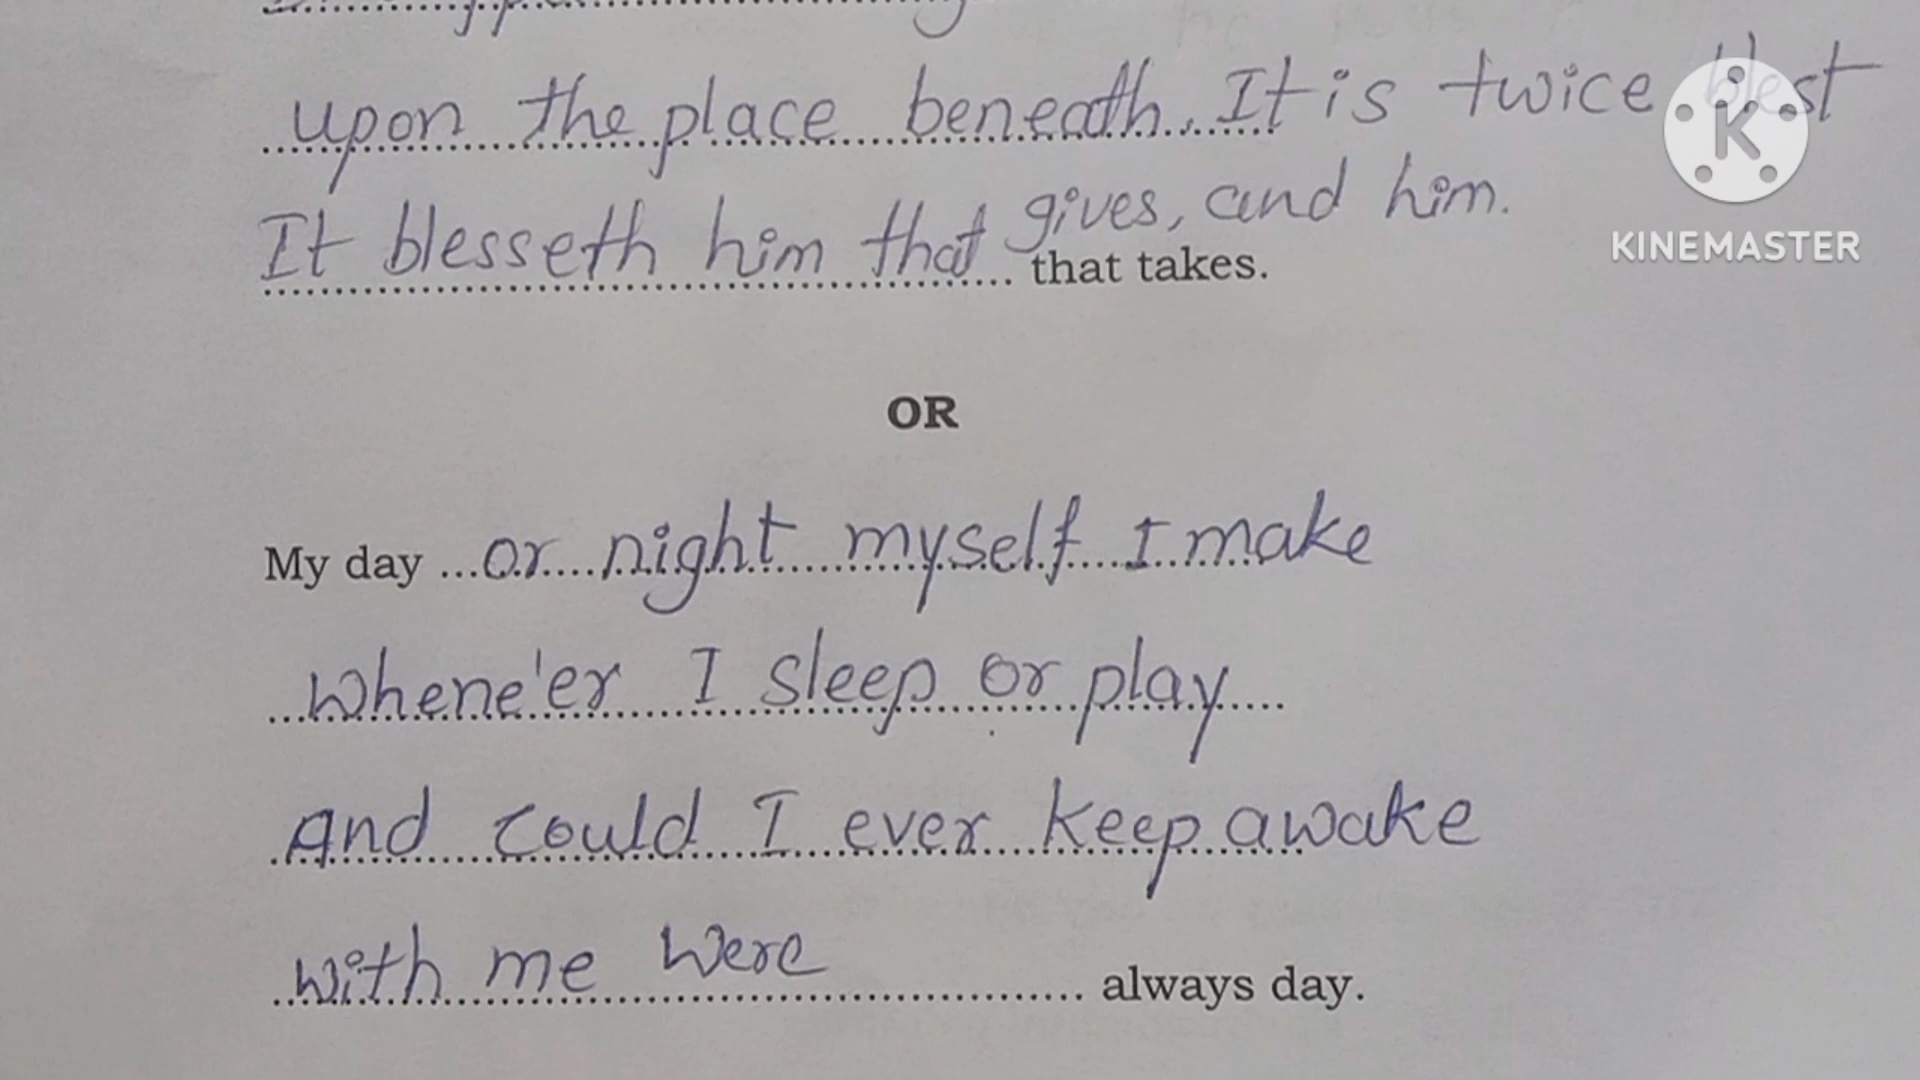 upon the place beneath. It is twice blest
It blesseth him that gives, and him.
that takes.
OR
My day ... or night myself I make
whene'er I sleep or play
And could I ever keep awake
with me were always day.
KINEMASTER